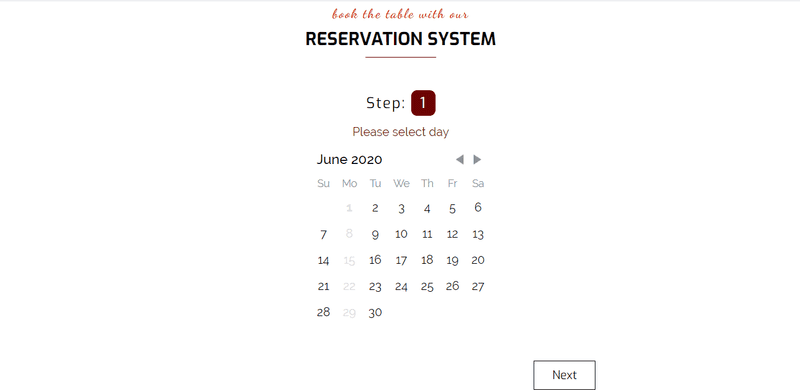 book the table with our
RESERVATION SYSTEM
Step: 1
Please select day
June 2020
Su Mo Tu We Th Fr Sa
1 2 3 4 5 6
7 8 9 10 11 12 13
14 15 16 17 18 19 20
21 22 23 24 25 26 27
28 29 30
Next